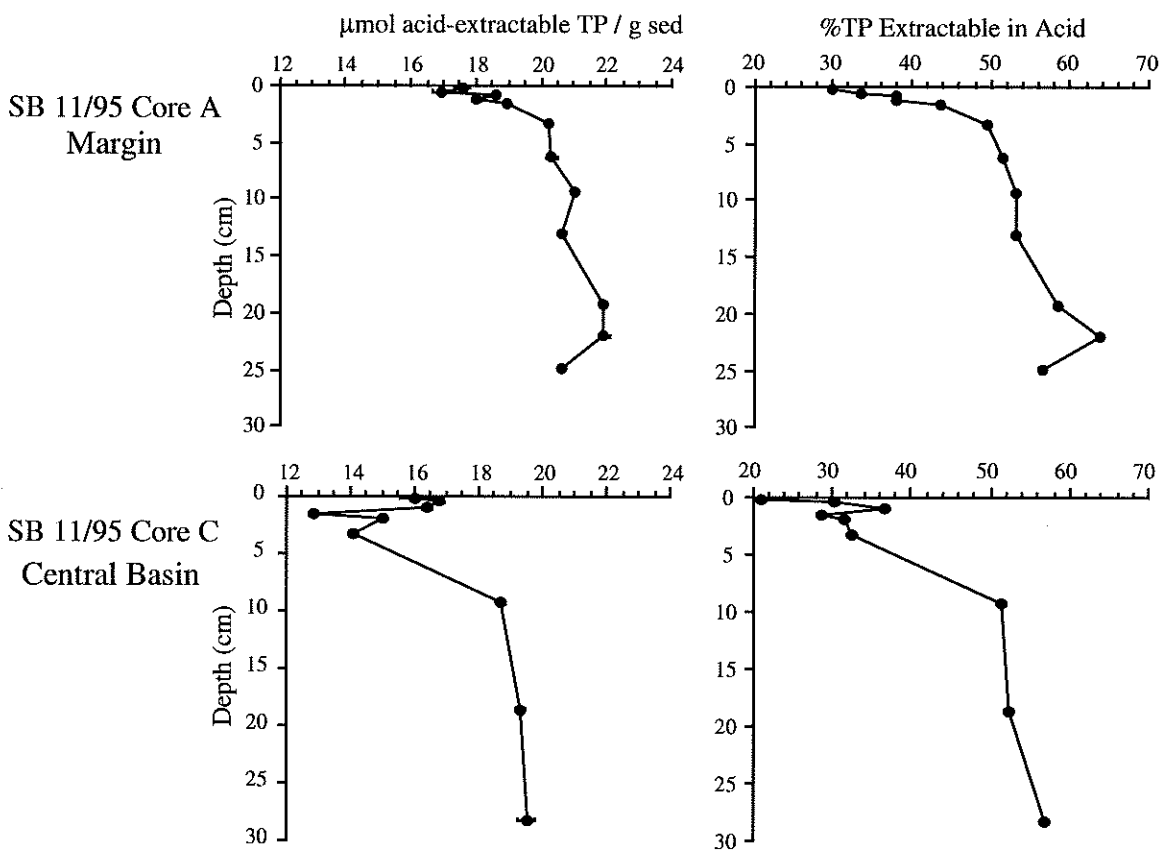 µmol acid-extractable TP / g sed
%TP Extractable in Acid
12 14 16 18 20 22 24
20 30 40 50 60 70
SB 11/95 Core A
Margin
Depth (cm)
0
5
10
15
20
25
30
0
5
10
15
20
25
30
12 14 16 18 20 22 24
20 30 40 50 60 70
SB 11/95 Core C
Central Basin
Depth (cm)
0
5
10
15
20
25
30
0
5
10
15
20
25
30